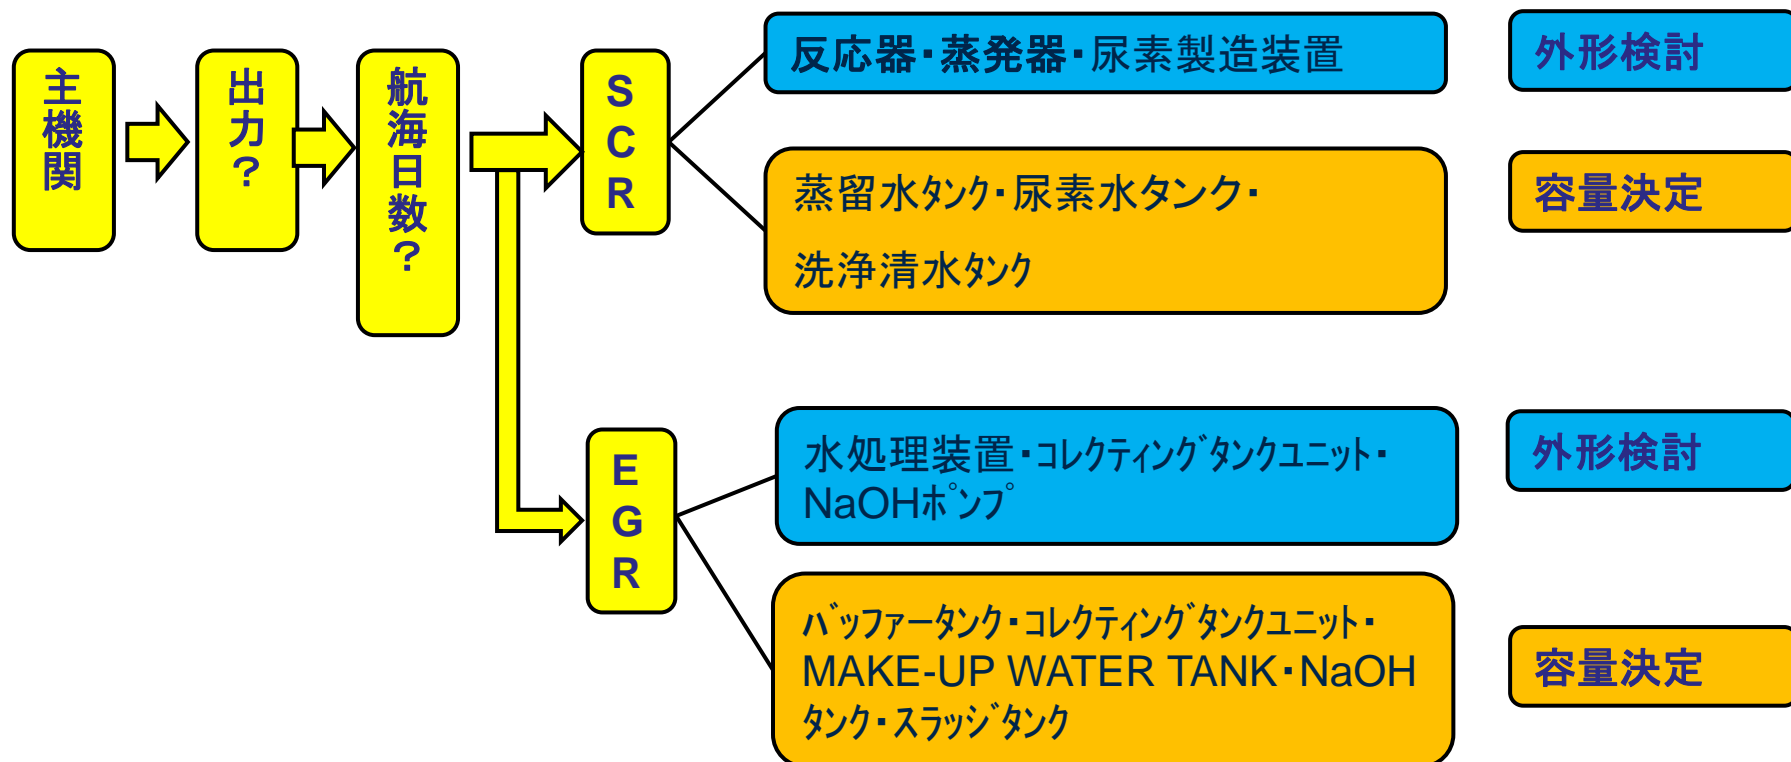 主機関
出力？
航海日数？
SCR
反応器・蒸発器・尿素製造装置
外形検討
蒸留水ﾀﾝｸ・尿素水タンク・
洗浄清水ﾀﾝｸ
容量決定
EGR
水処理装置・ｺﾚｸﾃｨﾝｸﾞﾀﾝｸﾕﾆｯﾄ・
NaOHﾎﾟﾝﾌﾟ
外形検討
ﾊﾞｯﾌｧｰﾀﾝｸ・ｺﾚｸﾃｨﾝｸﾞﾀﾝｸﾕﾆｯﾄ・
MAKE-UP WATER TANK・NaOH
ﾀﾝｸ・ｽﾗｯｼﾞﾀﾝｸ
容量決定